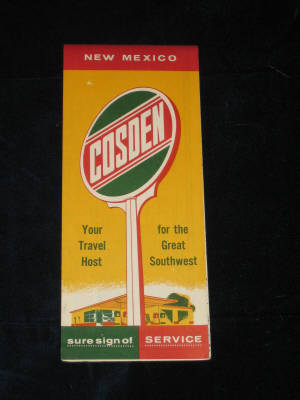 NEW MEXICO
COSDEN
Your Travel Host
for the Great Southwest
sure sign of SERVICE